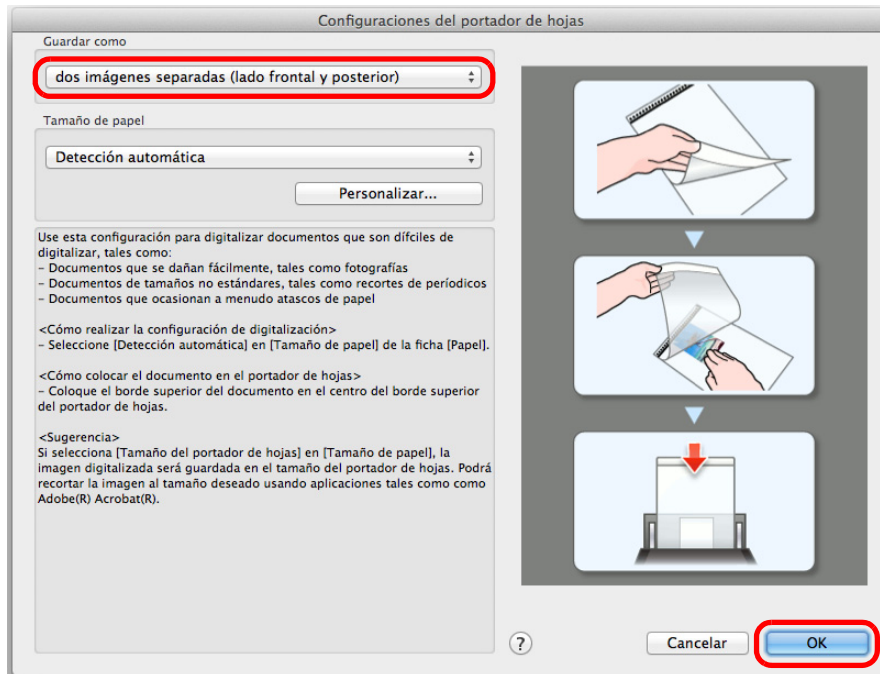 Configuraciones del portador de hojas
Guardar como
dos imágenes separadas (lado frontal y posterior)
Tamaño de papel
Detección automática
Personalizar...
Use esta configuración para digitalizar documentos que son difíciles de
digitalizar, tales como:
– Documentos que se dañan fácilmente, tales como fotografías
– Documentos de tamaños no estándares, tales como recortes de períodicos
– Documentos que ocasionan a menudo atascos de papel
<Cómo realizar la configuración de digitalización>
– Seleccione [Detección automática] en [Tamaño de papel] de la ficha [Papel].
<Cómo colocar el documento en el portador de hojas>
– Coloque el borde superior del documento en el centro del borde superior
del portador de hojas.
<Sugerencia>
Si selecciona [Tamaño del portador de hojas] en [Tamaño de papel], la
imagen digitalizada será guardada en el tamaño del portador de hojas. Podrá
recortar la imagen al tamaño deseado usando aplicaciones tales como como
Adobe(R) Acrobat(R).
?
Cancelar
OK